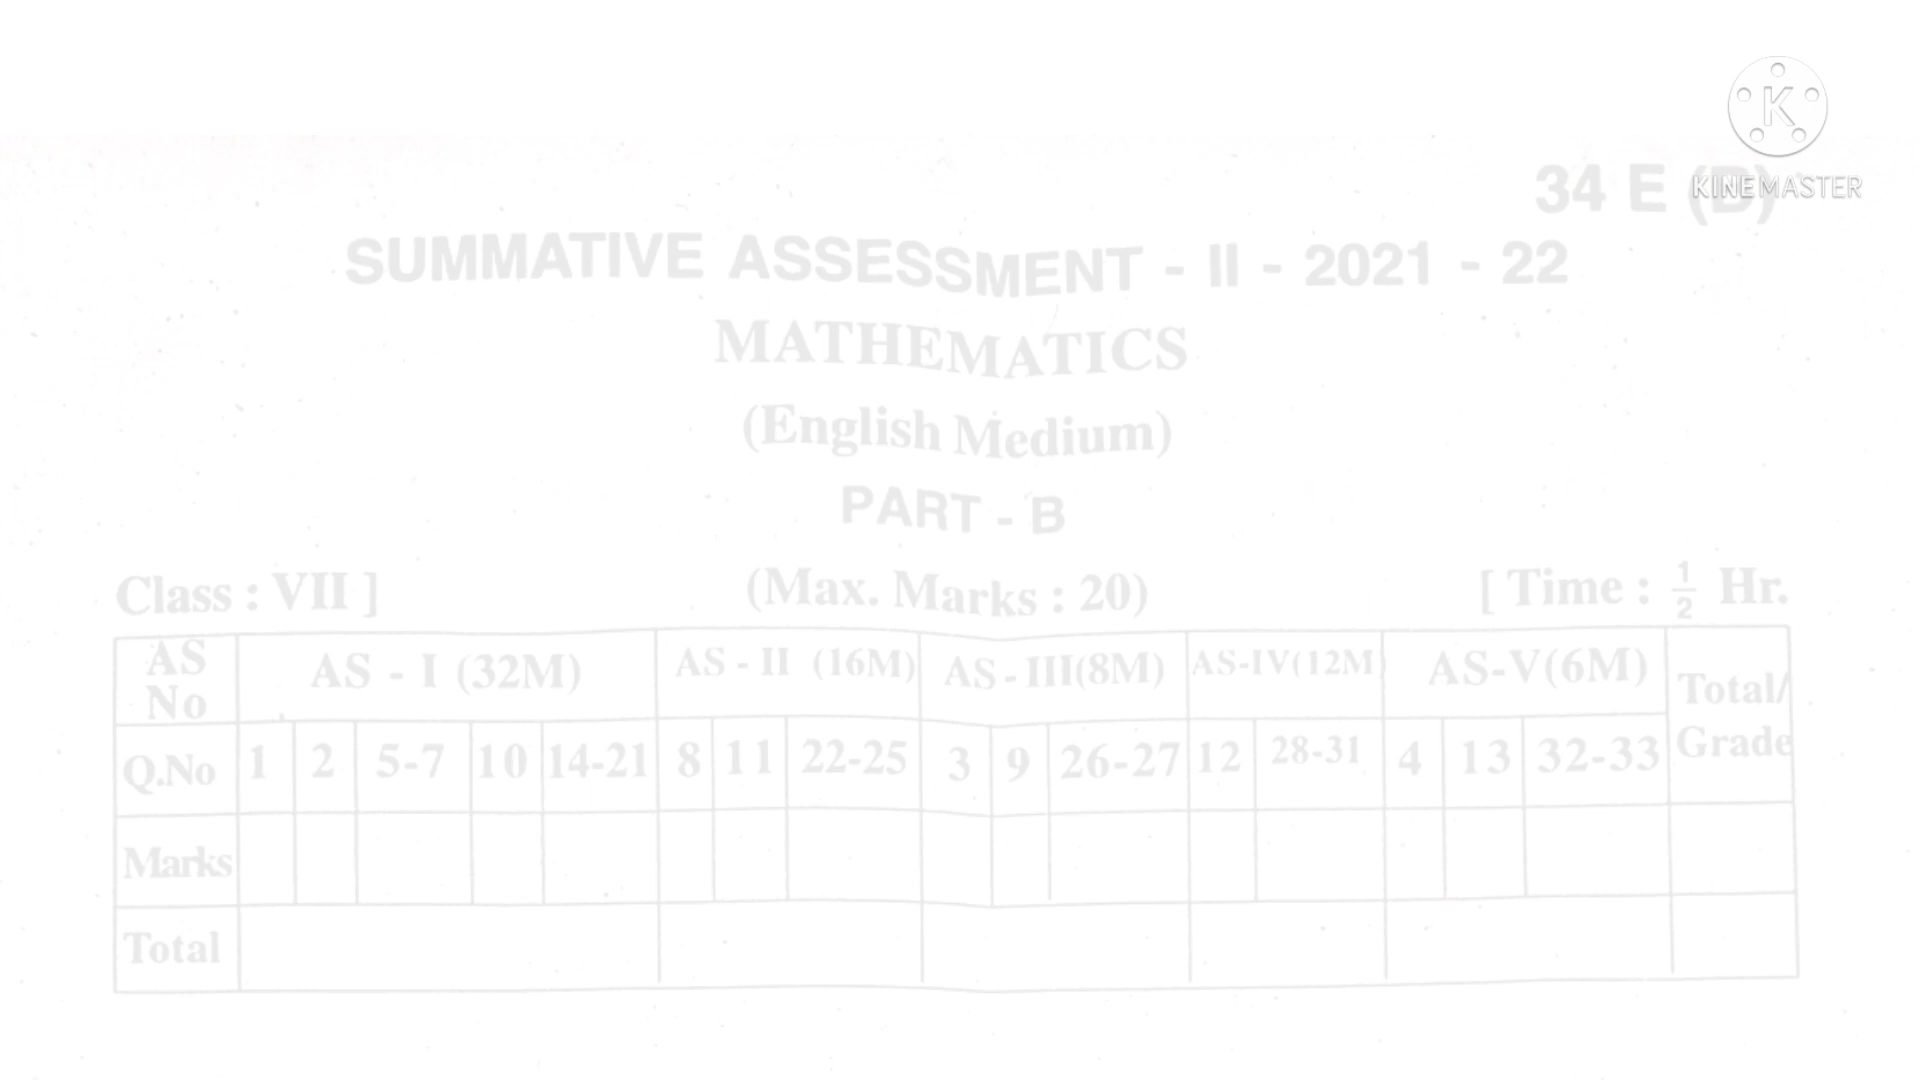 K
KINEMASTER
34 E (B)
SUMMATIVE ASSESSMENT - II - 2021 - 22
MATHEMATICS
(English Medium)
PART - B
Class : VII ] (Max. Marks : 20) [ Time : 1/2 Hr.
AS No AS - I (32M) AS - II (16M) AS - III(8M) AS-IV(12M) AS-V(6M) Total/ Grade
Q.No 1 2 5-7 10 14-21 8 11 22-25 3 9 26-27 12 28-31 4 13 32-33
Marks
Total